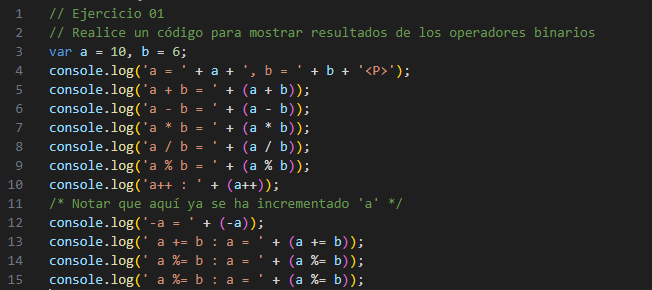 1 // Ejercicio 01
2 // Realice un código para mostrar resultados de los operadores binarios
3 var a = 10, b = 6;
4 console.log('a = ' + a + ', b = ' + b + '<P>');
5 console.log('a + b = ' + (a + b));
6 console.log('a - b = ' + (a - b));
7 console.log('a * b = ' + (a * b));
8 console.log('a / b = ' + (a / b));
9 console.log('a % b = ' + (a % b));
10 console.log('a++ : ' + (a++));
11 /* Notar que aquí ya se ha incrementado 'a' */
12 console.log('-a = ' + (-a));
13 console.log(' a += b : a = ' + (a += b));
14 console.log(' a %= b : a = ' + (a %= b));
15 console.log(' a %= b : a = ' + (a %= b));